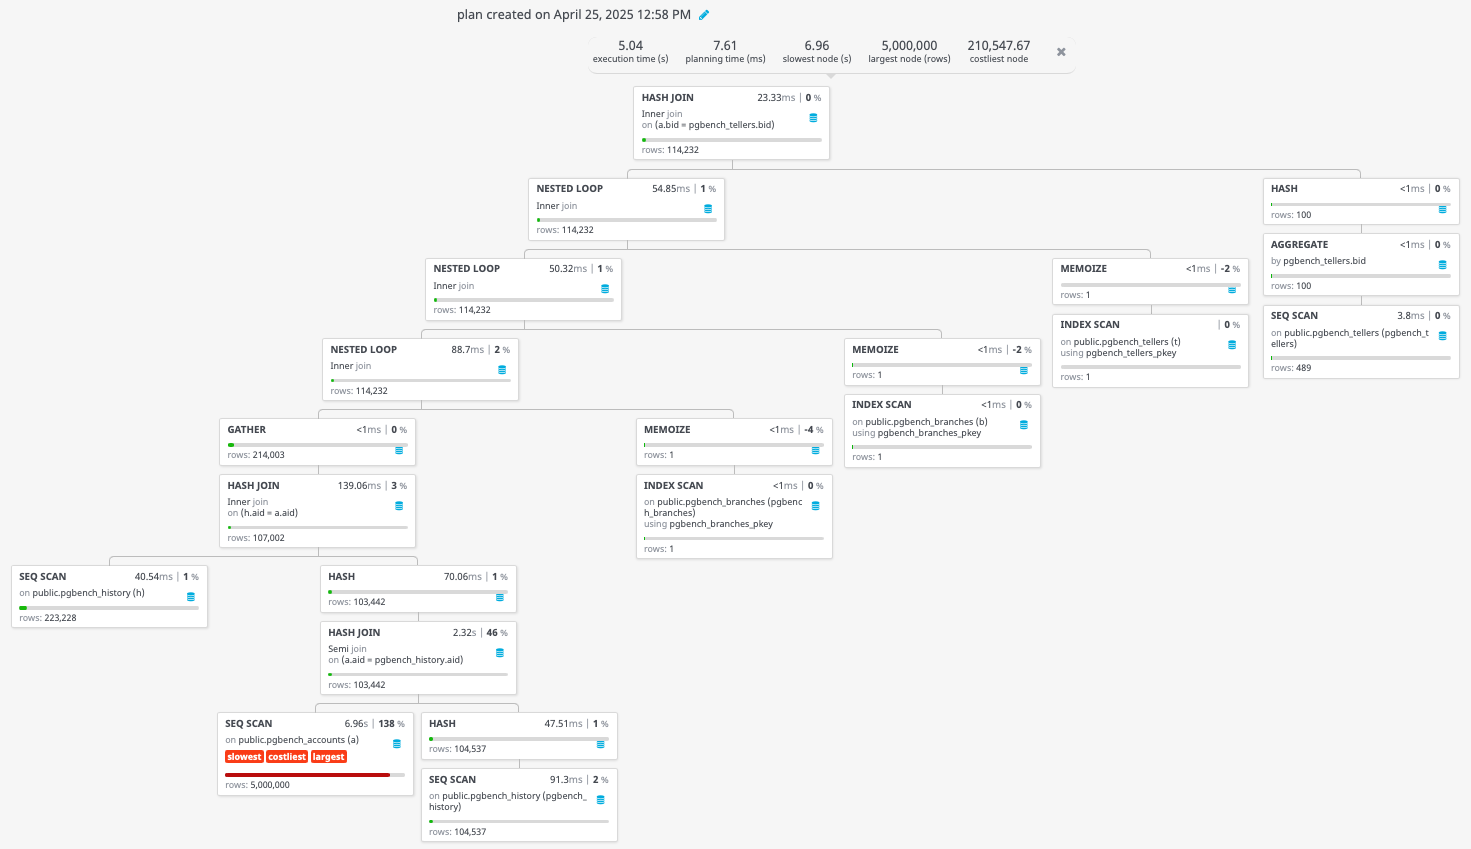 plan created on April 25, 2025 12:58 PM
5.04 7.61 6.96 5,000,000 210,547.67
execution time (s) planning time (ms) slowest node (s) largest node (rows) costliest node
HASH JOIN 23.33ms | 0 %
Inner join
on (a.bid = pgbench_tellers.bid)
rows: 114,232
NESTED LOOP 54.85ms | 1 %
Inner join
rows: 114,232
HASH <1ms | 0 %
rows: 100
AGGREGATE <1ms | 0 %
by pgbench_tellers.bid
rows: 100
SEQ SCAN 3.8ms | 0 %
on public.pgbench_tellers (pgbench_t
ellers)
rows: 489
NESTED LOOP 50.32ms | 1 %
Inner join
rows: 114,232
MEMOIZE <1ms | -2 %
rows: 1
INDEX SCAN | 0 %
on public.pgbench_tellers (t)
using pgbench_tellers_pkey
rows: 1
NESTED LOOP 88.7ms | 2 %
Inner join
rows: 114,232
MEMOIZE <1ms | -2 %
rows: 1
INDEX SCAN <1ms | 0 %
on public.pgbench_branches (b)
using pgbench_branches_pkey
rows: 1
GATHER <1ms | 0 %
rows: 214,003
MEMOIZE <1ms | -4 %
rows: 1
HASH JOIN 139.06ms | 3 %
Inner join
on (h.aid = a.aid)
rows: 107,002
INDEX SCAN <1ms | 0 %
on public.pgbench_branches (pgbenc
h_branches)
using pgbench_branches_pkey
rows: 1
SEQ SCAN 40.54ms | 1 %
on public.pgbench_history (h)
rows: 223,228
HASH 70.06ms | 1 %
rows: 103,442
HASH JOIN 2.32s | 46 %
Semi join
on (a.aid = pgbench_history.aid)
rows: 103,442
SEQ SCAN 6.96s | 138 %
on public.pgbench_accounts (a)
slowest costliest largest
rows: 5,000,000
HASH 47.51ms | 1 %
rows: 104,537
SEQ SCAN 91.3ms | 2 %
on public.pgbench_history (pgbench_
history)
rows: 104,537